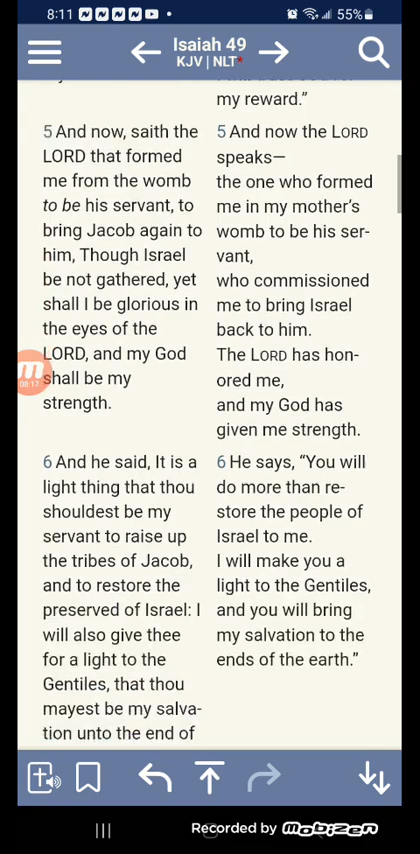 8:11
55%
Isaiah 49
KJV | NLT*
my reward.”
5 And now, saith the
LORD that formed
me from the womb
to be his servant, to
bring Jacob again to
him, Though Israel
be not gathered, yet
shall I be glorious in
the eyes of the
LORD, and my God
shall be my
strength.
5 And now the LORD
speaks—
the one who formed
me in my mother’s
womb to be his ser-
vant,
who commissioned
me to bring Israel
back to him.
The LORD has hon-
ored me,
and my God has
given me strength.
08:17
6 And he said, It is a
light thing that thou
shouldest be my
servant to raise up
the tribes of Jacob,
and to restore the
preserved of Israel: I
will also give thee
for a light to the
Gentiles, that thou
mayest be my salva-
tion unto the end of
6 He says, “You will
do more than re-
store the people of
Israel to me.
I will make you a
light to the Gentiles,
and you will bring
my salvation to the
ends of the earth.”
Recorded by mobizen